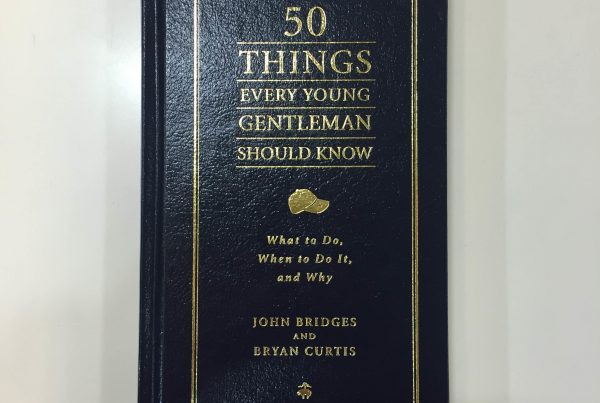 50
THINGS
EVERY YOUNG
GENTLEMAN
SHOULD KNOW
What to Do,
When to Do It,
and Why
JOHN BRIDGES
AND
BRYAN CURTIS